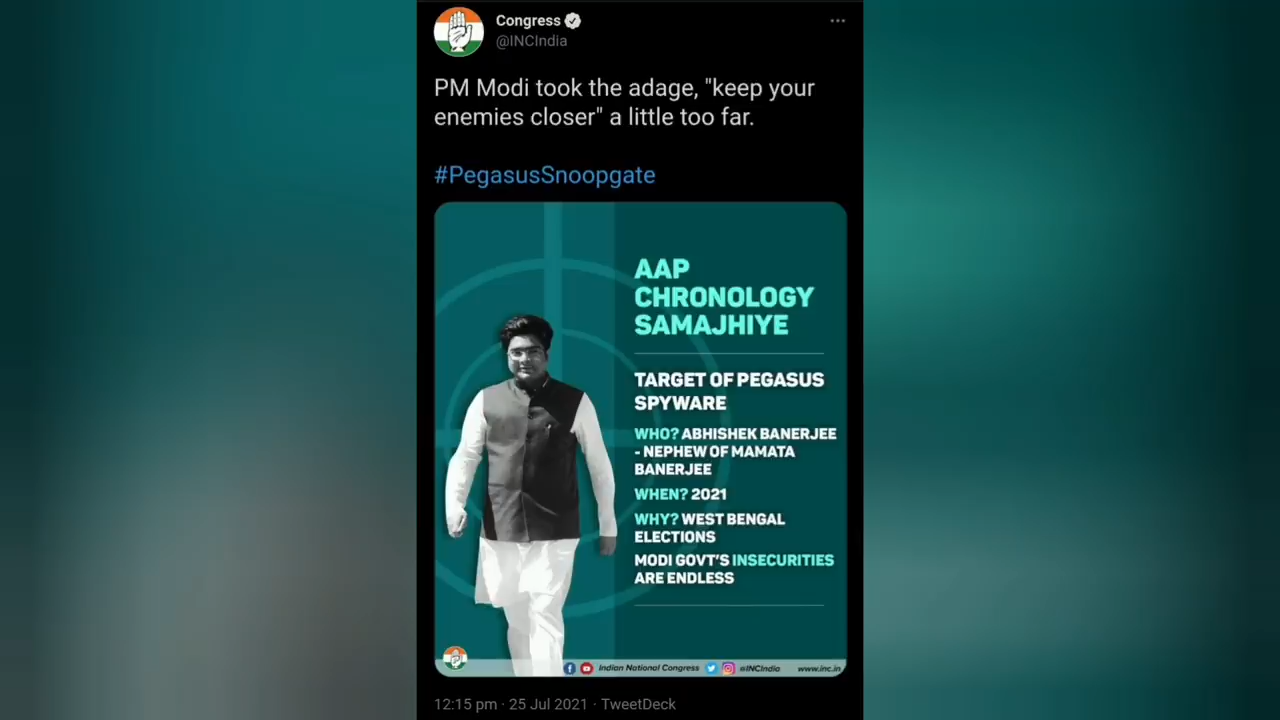 Congress
@INCIndia
PM Modi took the adage, "keep your
enemies closer" a little too far.
#PegasusSnoopgate
AAP
CHRONOLOGY
SAMAJHIYE
TARGET OF PEGASUS
SPYWARE
WHO? ABHISHEK BANERJEE
- NEPHEW OF MAMATA
BANERJEE
WHEN? 2021
WHY? WEST BENGAL
ELECTIONS
MODI GOVT'S INSECURITIES
ARE ENDLESS
Indian National Congress @INCIndia www.inc.in
12:15 pm · 25 Jul 2021 · TweetDeck